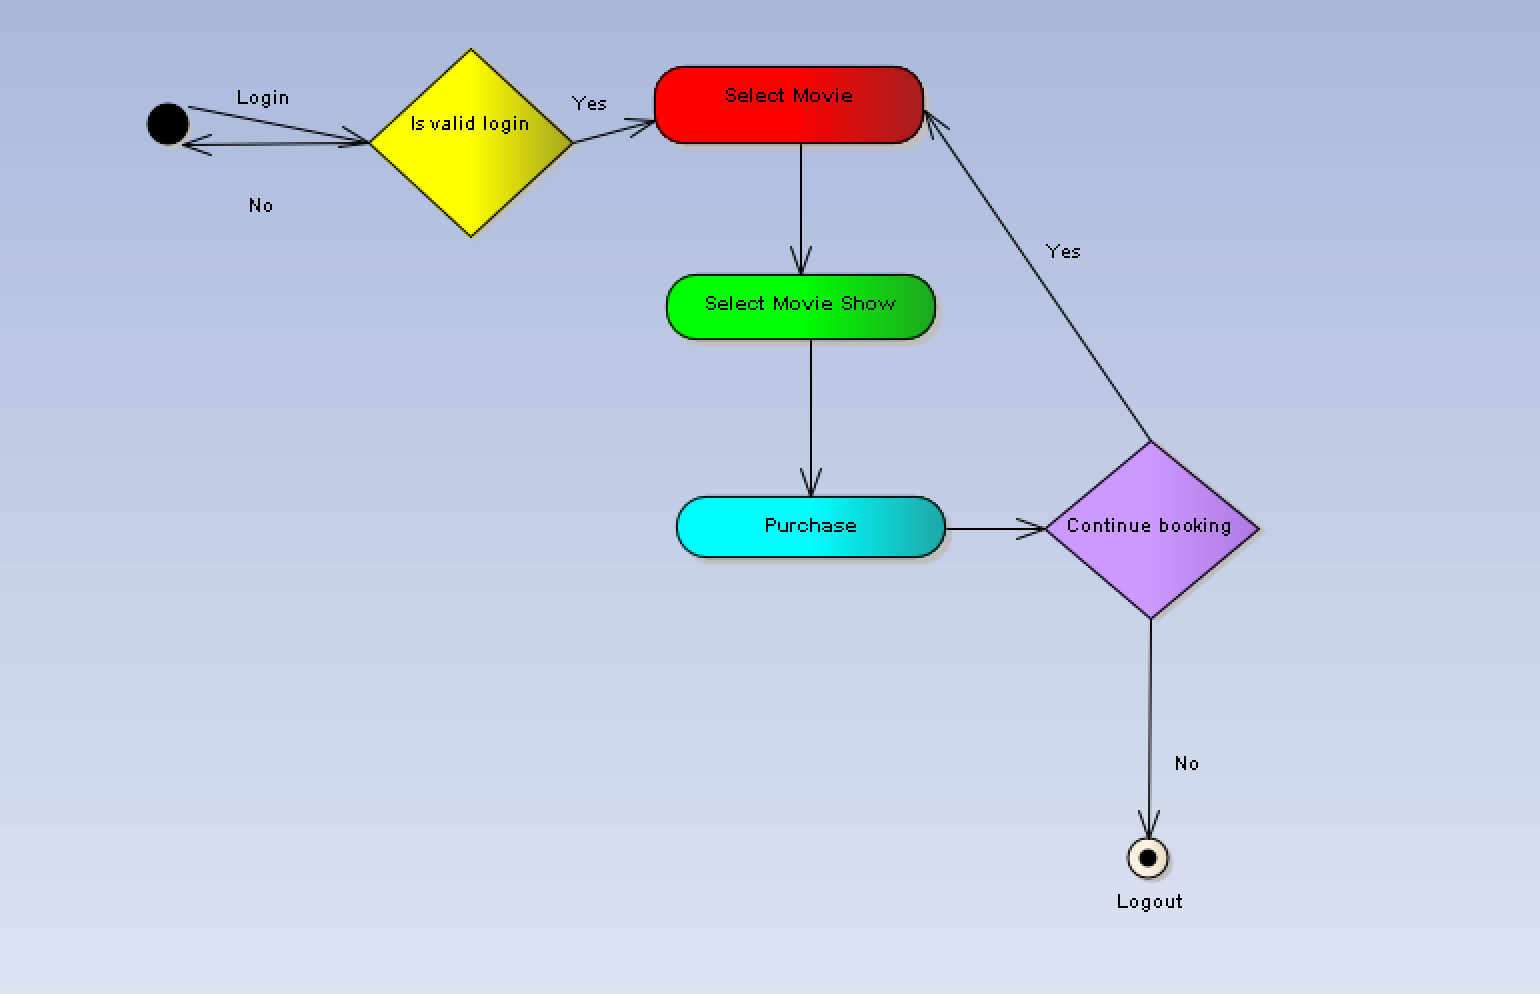 Login
Is valid login
Yes
Select Movie
No
Yes
Select Movie Show
Purchase
Continue booking
No
Logout